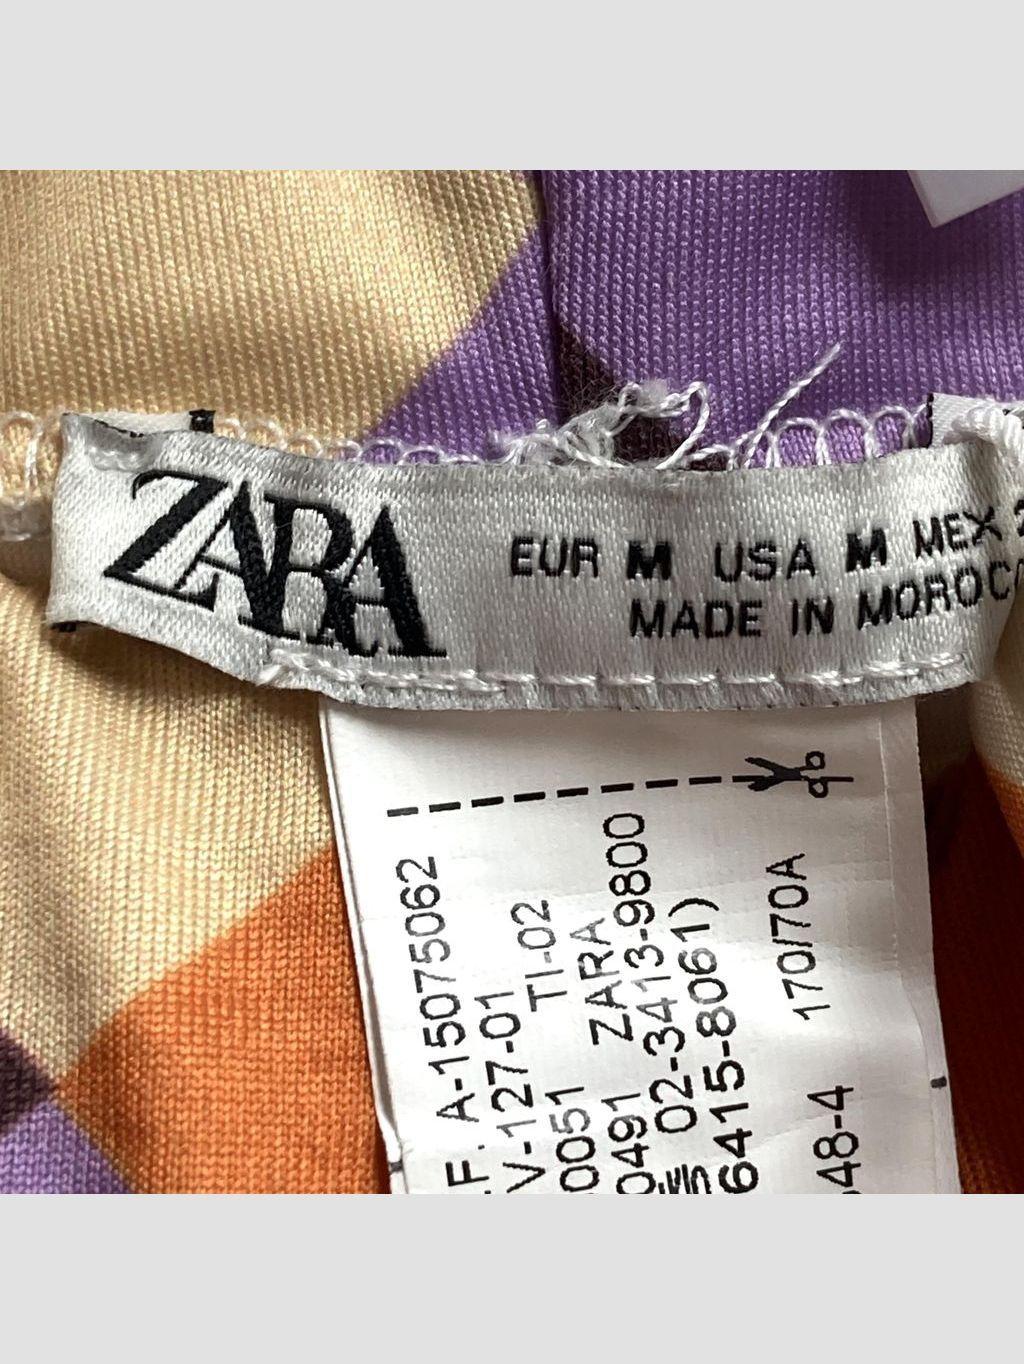 ZARA
EUR M USA M MEX
MADE IN MOROCC
F. A-15075062
V-127-01
TI-02
0051
0491 ZARA
02-3413-9800
6415-8061)
170/70A
48-4